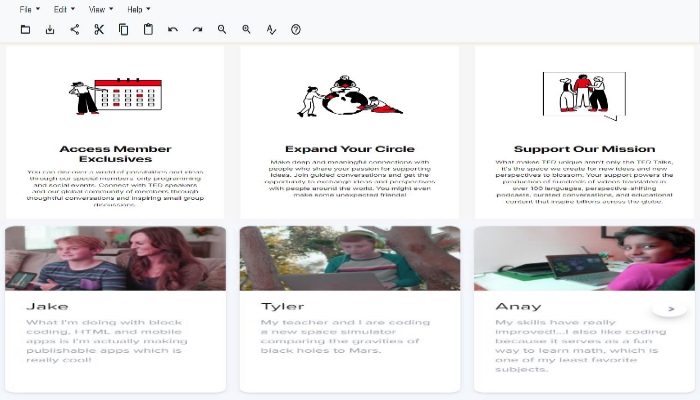 File Edit View Help
Access Member
Exclusives
You can discover a world of possibilities and ideas
through our special members only programming
and social events. Connect with TED speakers
and our global community of members through
thoughtful conversations and inspiring small group
discussions.
Expand Your Circle
Make deep and meaningful connections with
people who share your passion for supporting
ideas. Join guided conversations and get the
opportunity to exchange ideas and perspectives
with people around the world. You might even
make some unexpected friends!
Support Our Mission
What makes TED unique aren't only the TED Talks,
it's the space we create for new ideas and new
perspectives to blossom. Your support powers the
production of hundreds of videos translated in
over 100 languages, perspective-shifting
podcasts, curated conversations, and educational
content that inspire billions across the globe.
Jake
What I'm doing with block
coding, HTML and mobile
apps is I'm actually making
publishable apps which is
really cool!
Tyler
My teacher and I are coding
a new space simulator
comparing the gravities of
black holes to Mars.
Anay
My skills have really
improved!...I also like coding
because it serves as a fun
way to learn math, which is
one of my least favorite
subjects.